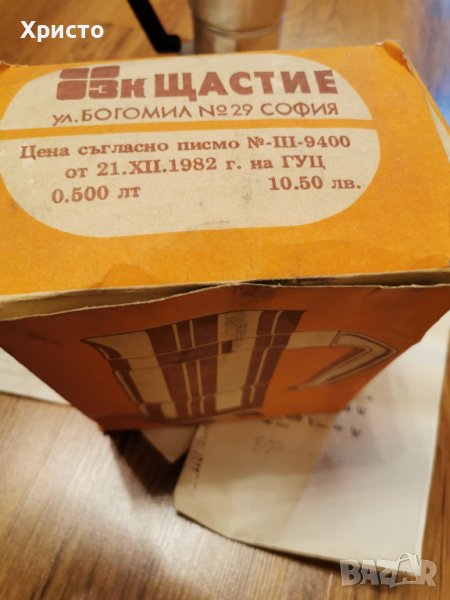 Христо
ЗК ЩАСТИЕ
ул. БОГОМИЛ №29 СОФИЯ
Цена съгласно писмо №-III-9400
от 21.XII.1982 г. на ГУЦ
0.500 лт 10.50 лв.
BAZAR